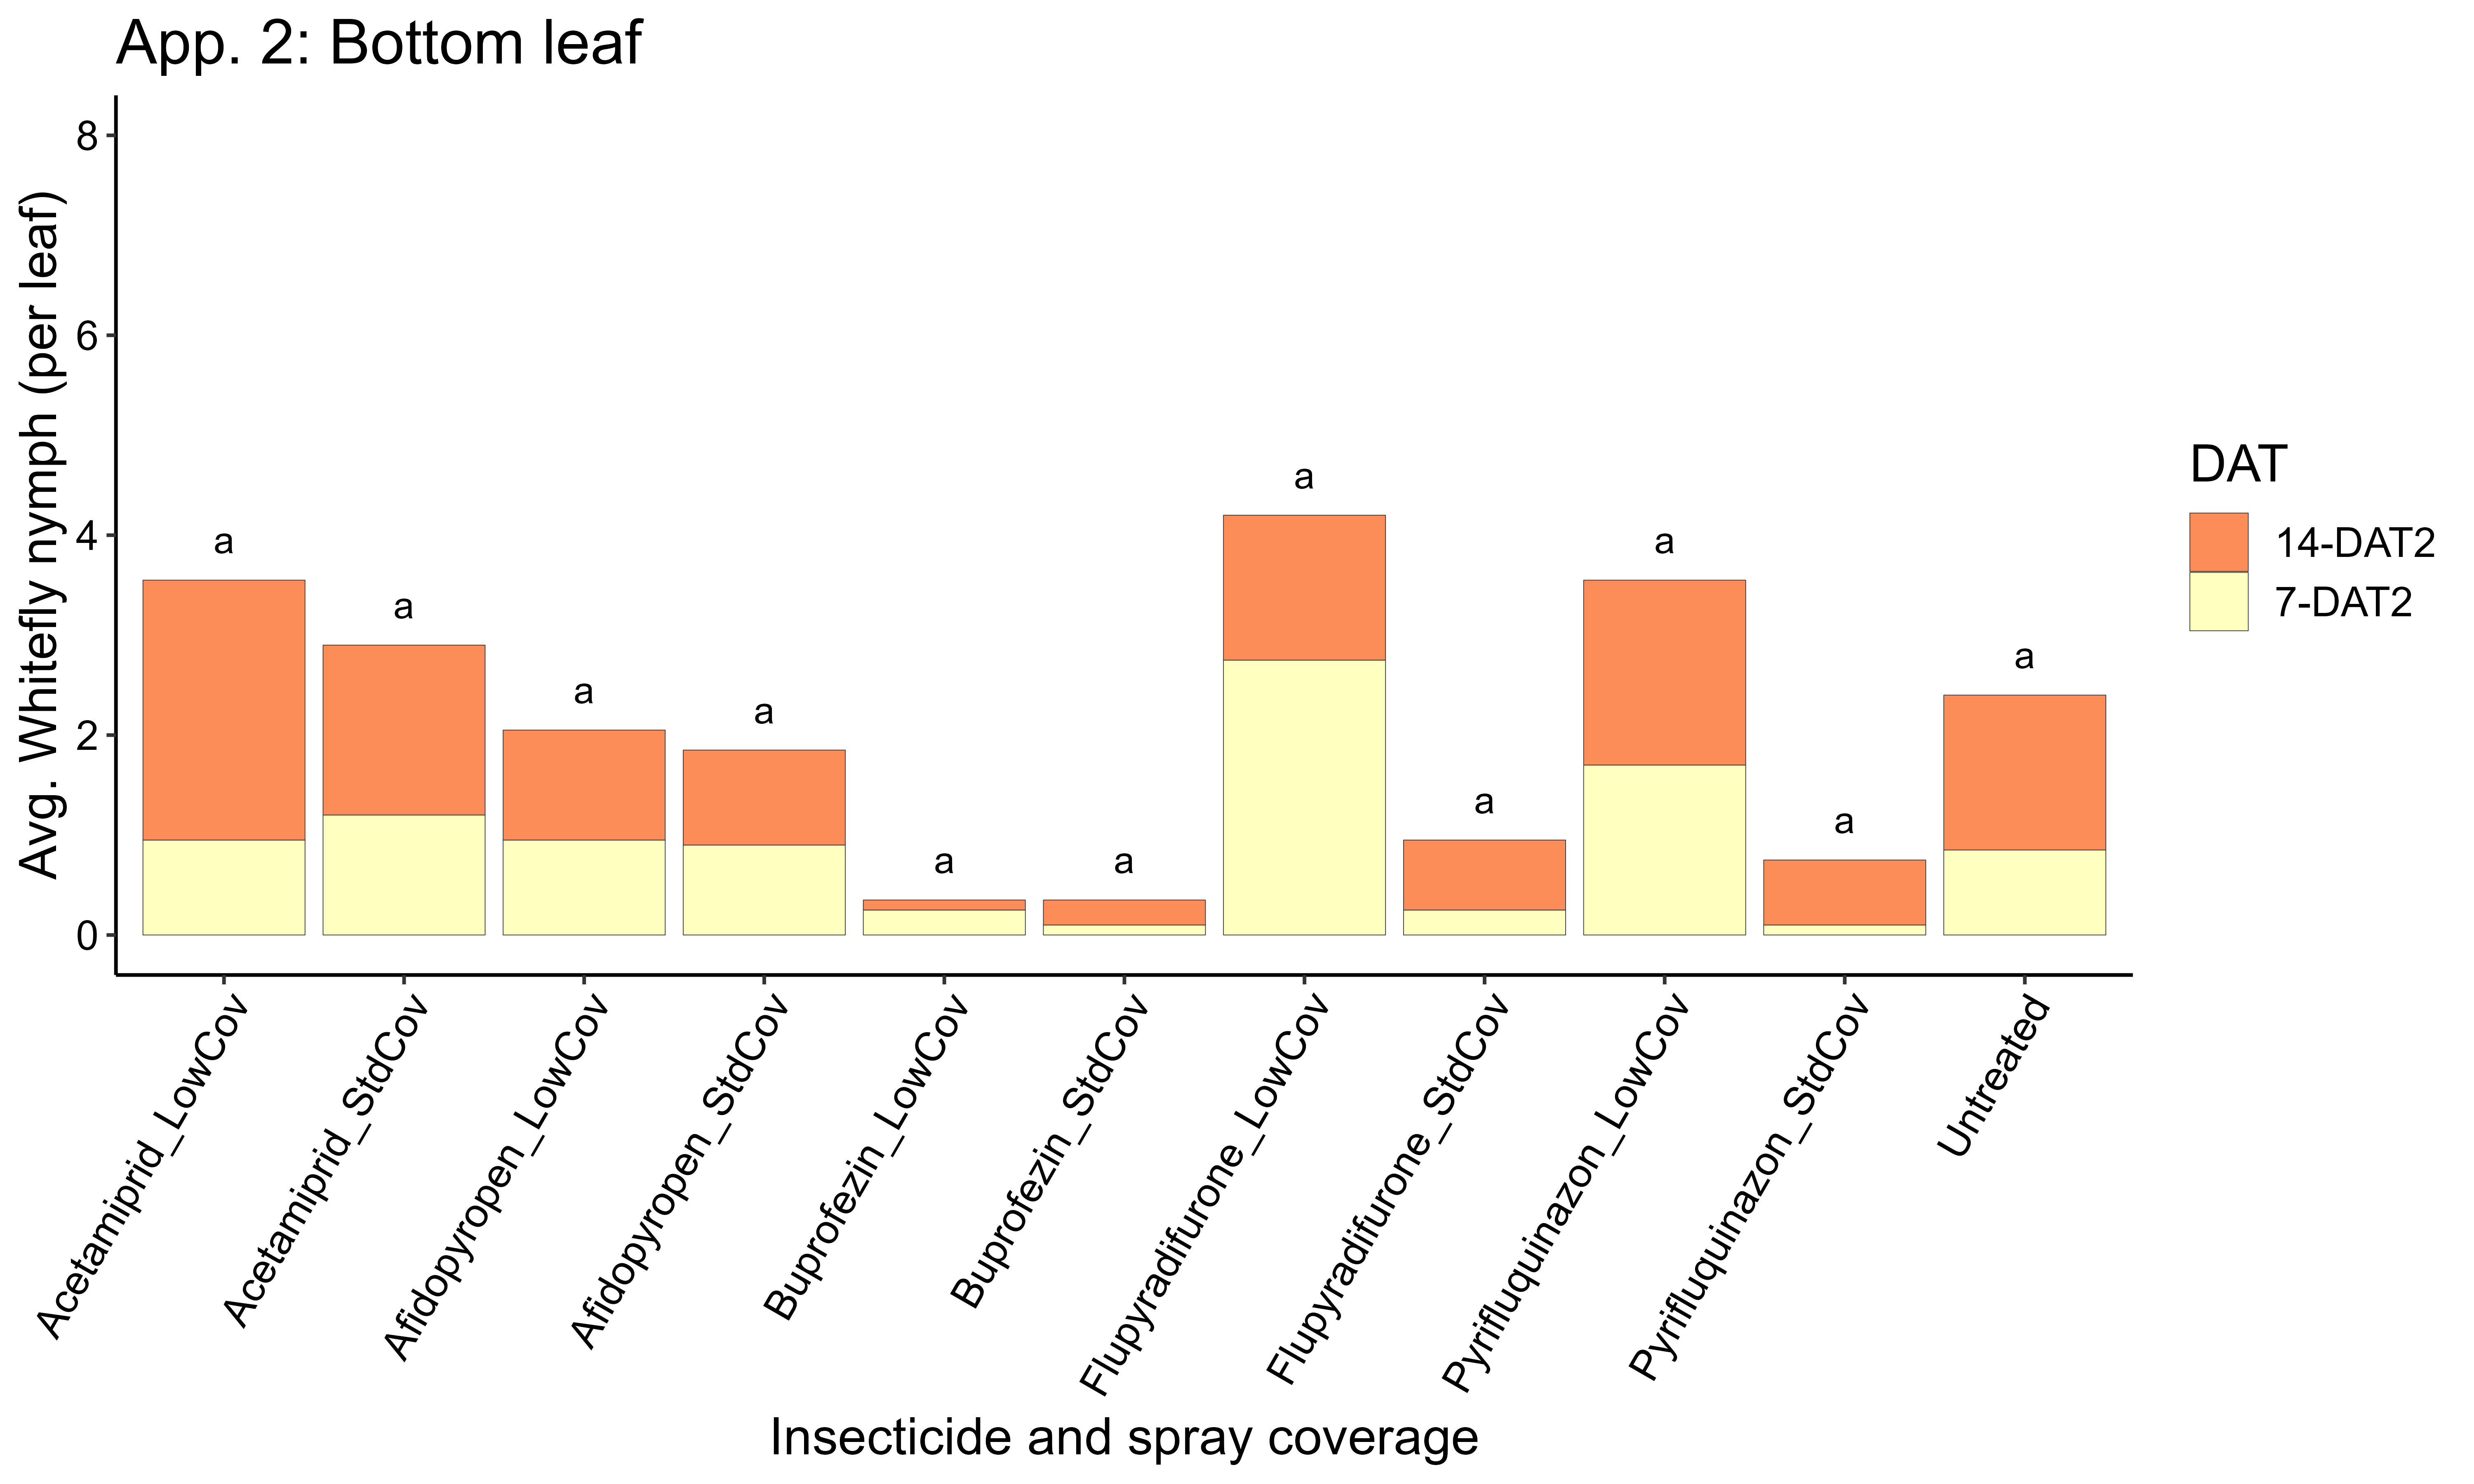 App. 2: Bottom leaf
Avg. Whitefly nymph (per leaf)
8
6
4
2
0
a
a
a
a
a
a
a
a
a
a
a
Acetamiprid_LowCov
Acetamiprid_StdCov
Afidopyropen_LowCov
Afidopyropen_StdCov
Buprofezin_LowCov
Buprofezin_StdCov
Flupyradifurone_LowCov
Flupyradifurone_StdCov
Pyrifluquinazon_LowCov
Pyrifluquinazon_StdCov
Untreated
Insecticide and spray coverage
DAT
14-DAT2
7-DAT2